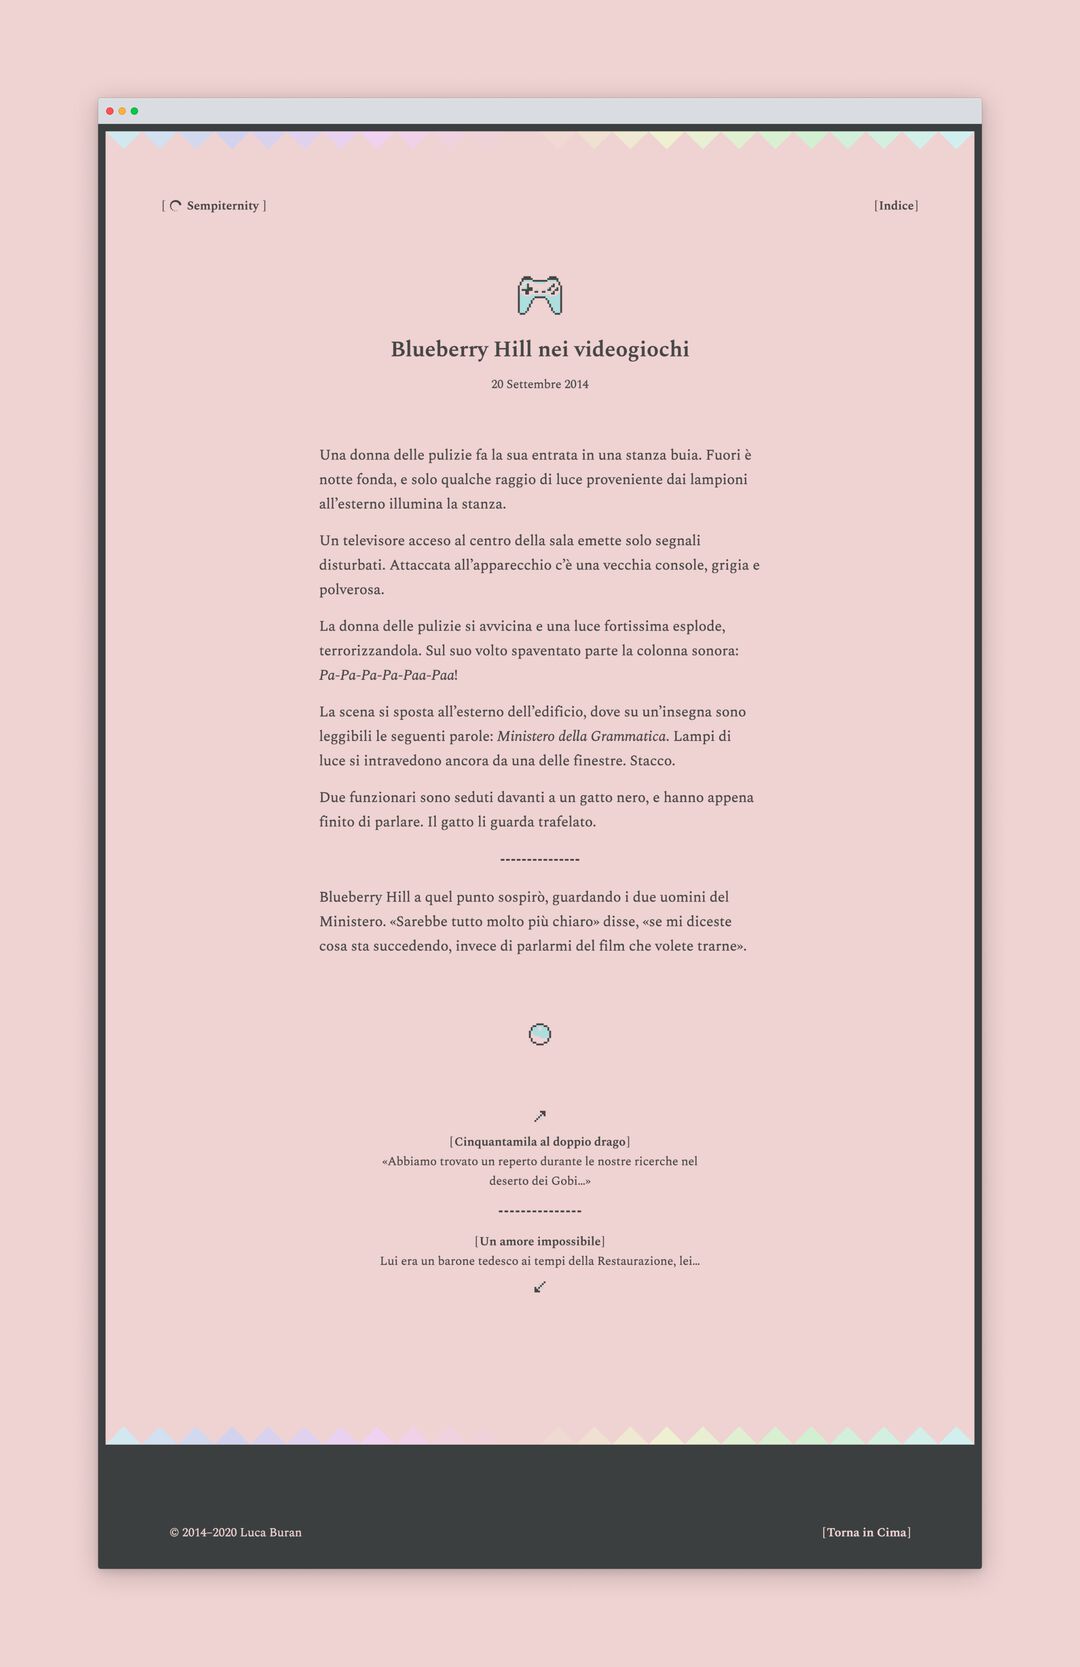 [ Sempiternity ]
[Indice]
Blueberry Hill nei videogiochi
20 Settembre 2014
Una donna delle pulizie fa la sua entrata in una stanza buia. Fuori è
notte fonda, e solo qualche raggio di luce proveniente dai lampioni
all’esterno illumina la stanza.
Un televisore acceso al centro della sala emette solo segnali
disturbati. Attaccata all’apparecchio c’è una vecchia console, grigia e
polverosa.
La donna delle pulizie si avvicina e una luce fortissima esplode,
terrorizzandola. Sul suo volto spaventato parte la colonna sonora:
Pa-Pa-Pa-Pa-Paa-Paa!
La scena si sposta all’esterno dell’edificio, dove su un’insegna sono
leggibili le seguenti parole: Ministero della Grammatica. Lampi di
luce si intravedono ancora da una delle finestre. Stacco.
Due funzionari sono seduti davanti a un gatto nero, e hanno appena
finito di parlare. Il gatto li guarda trafelato.
---------------
Blueberry Hill a quel punto sospirò, guardando i due uomini del
Ministero. «Sarebbe tutto molto più chiaro» disse, «se mi diceste
cosa sta succedendo, invece di parlarmi del film che volete trarne».
↗
[Cinquantamila al doppio drago]
«Abbiamo trovato un reperto durante le nostre ricerche nel
deserto dei Gobi…»
---------------
[Un amore impossibile]
Lui era un barone tedesco ai tempi della Restaurazione, lei…
↙
© 2014–2020 Luca Buran
[Torna in Cima]